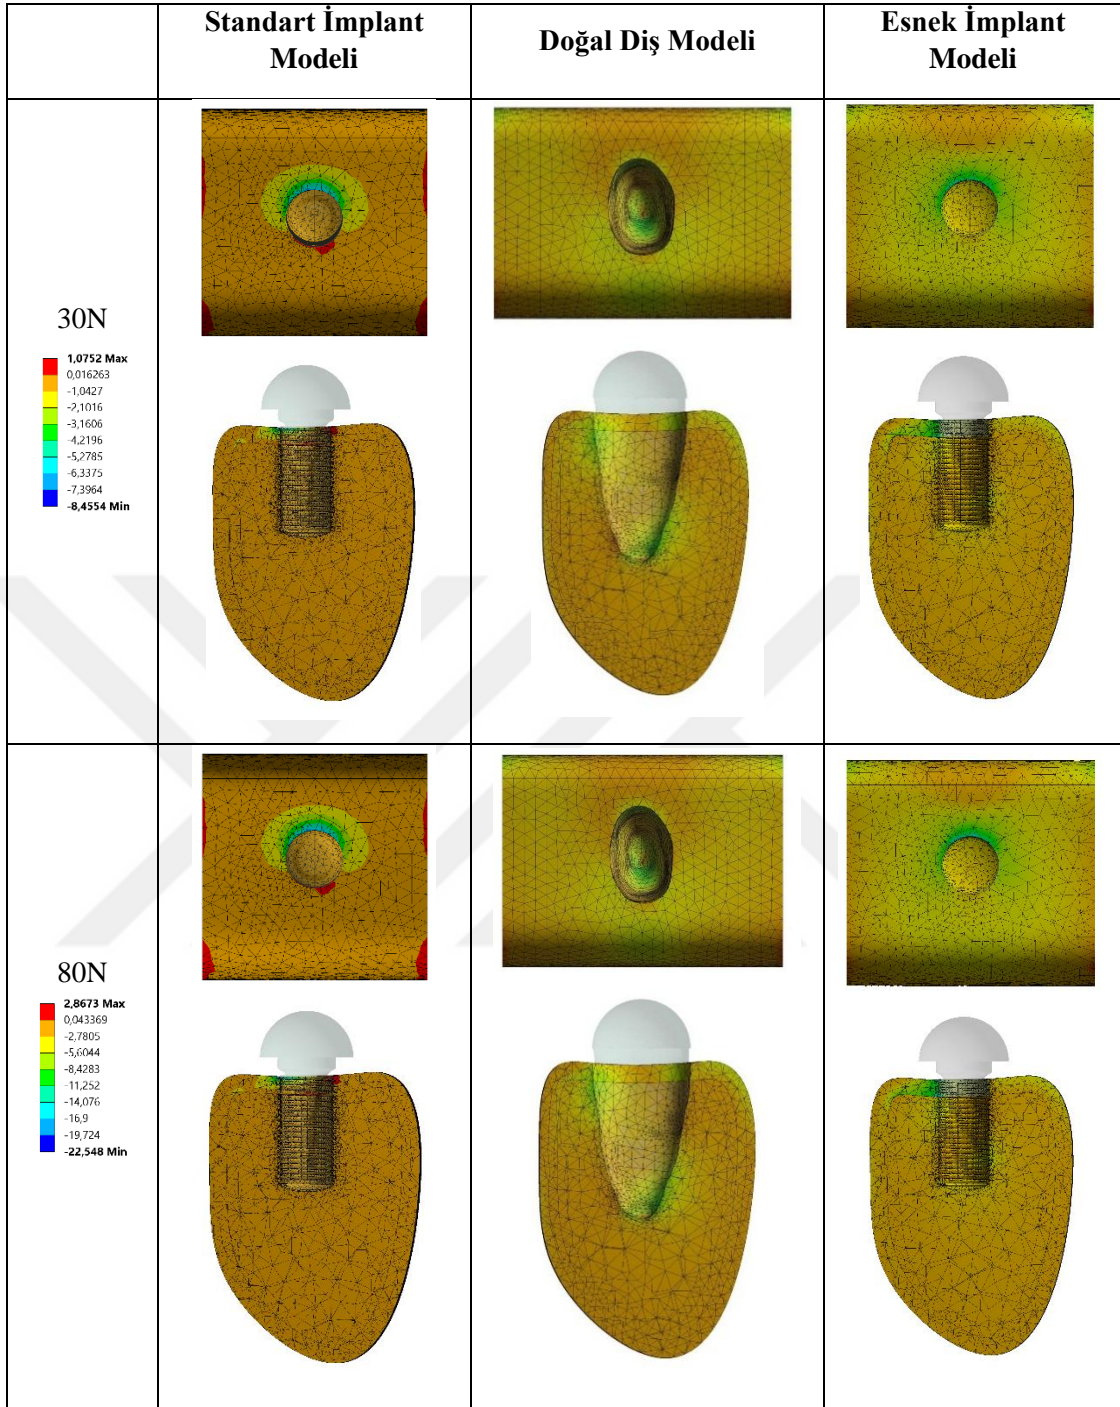 Standart İmplant
Modeli
Doğal Diş Modeli
Esnek İmplant
Modeli
30N
1,0752 Max
0,016263
-1,0427
-2,1016
-3,1606
-4,2196
-5,2785
-6,3375
-7,3964
-8,4554 Min
80N
2,8673 Max
0,043369
-2,7805
-5,6044
-8,4283
-11,252
-14,076
-16,9
-19,724
-22,548 Min